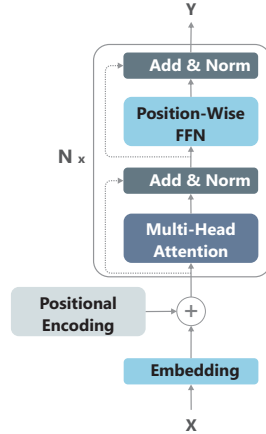 Y
Add & Norm
Position-Wise
FFN
N x
Add & Norm
Multi-Head
Attention
Positional
Encoding
+
Embedding
X